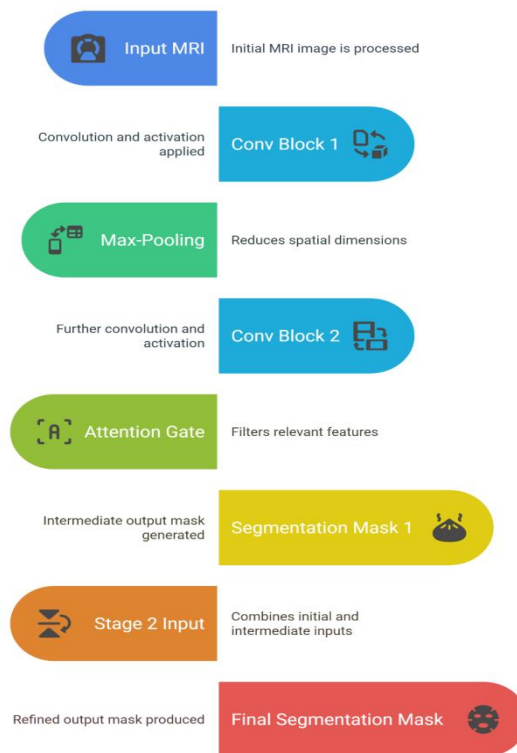 Input MRI
Initial MRI image is processed
Convolution and activation
applied
Conv Block 1
Max-Pooling
Reduces spatial dimensions
Further convolution and
activation
Conv Block 2
A
Attention Gate
Filters relevant features
Intermediate output mask
generated
Segmentation Mask 1
Stage 2 Input
Combines initial and
intermediate inputs
Refined output mask produced
Final Segmentation Mask